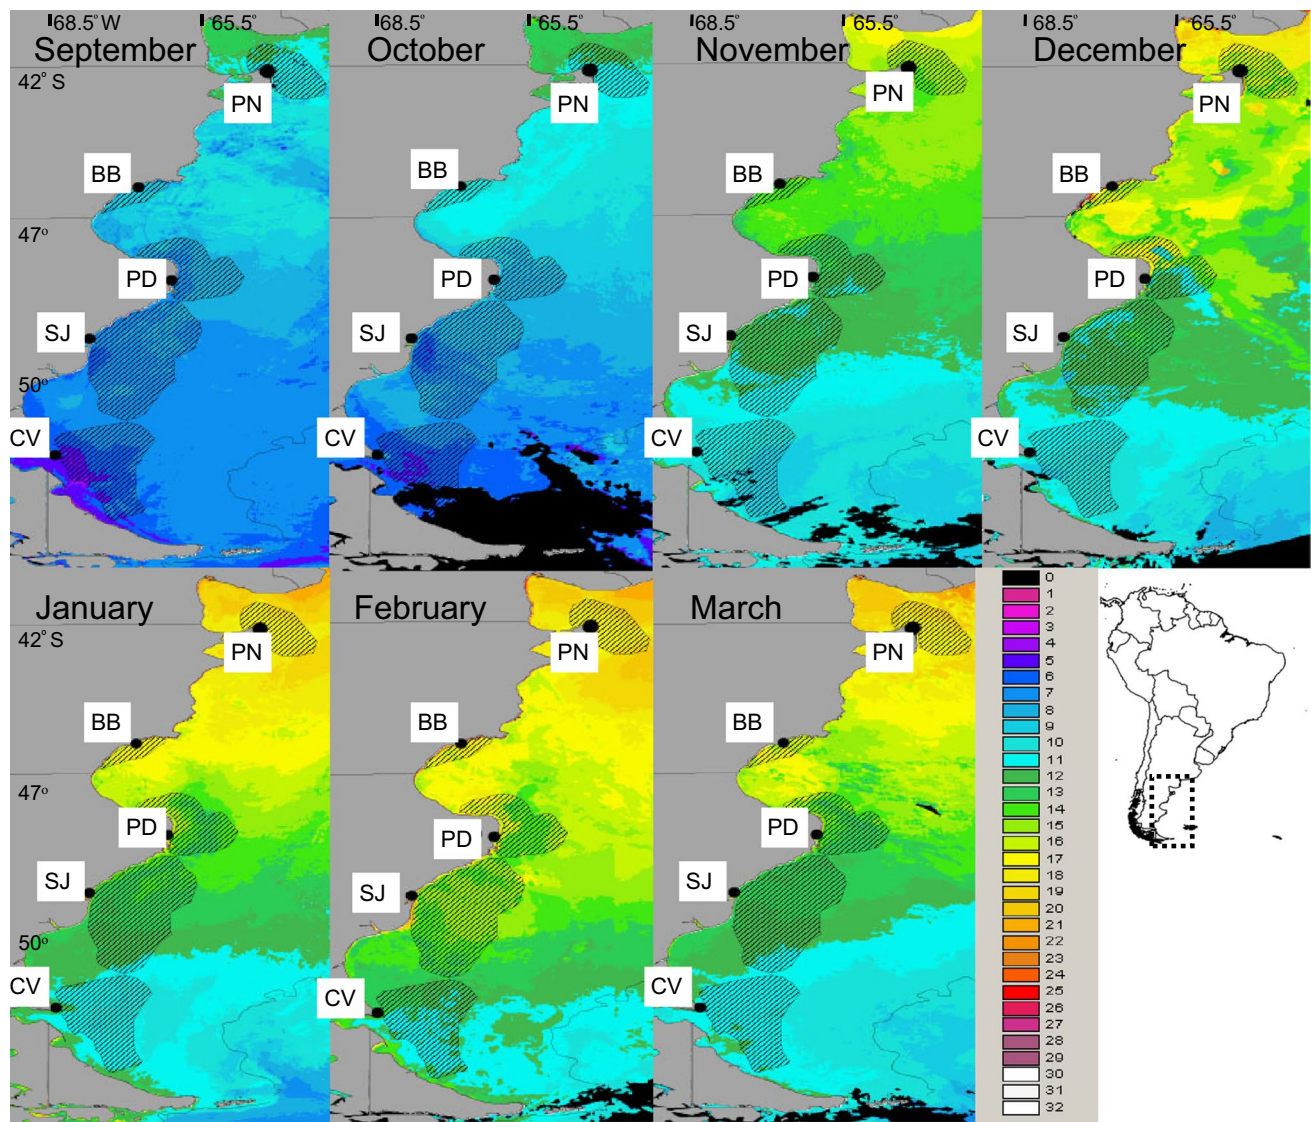 68.5°W 65.5°
September
42° S
PN
BB
47°
PD
SJ
50°
CV
68.5° 65.5°
October
PN
BB
PD
SJ
CV
68.5° 65.5°
November
PN
BB
PD
SJ
CV
68.5° 65.5°
December
PN
BB
PD
SJ
CV
January
42° S
PN
BB
47°
PD
SJ
50°
CV
February
PN
BB
PD
SJ
CV
March
PN
BB
PD
SJ
CV
0
1
2
3
4
5
6
7
8
9
10
11
12
13
14
15
16
17
18
19
20
21
22
23
24
25
26
27
28
29
30
31
32